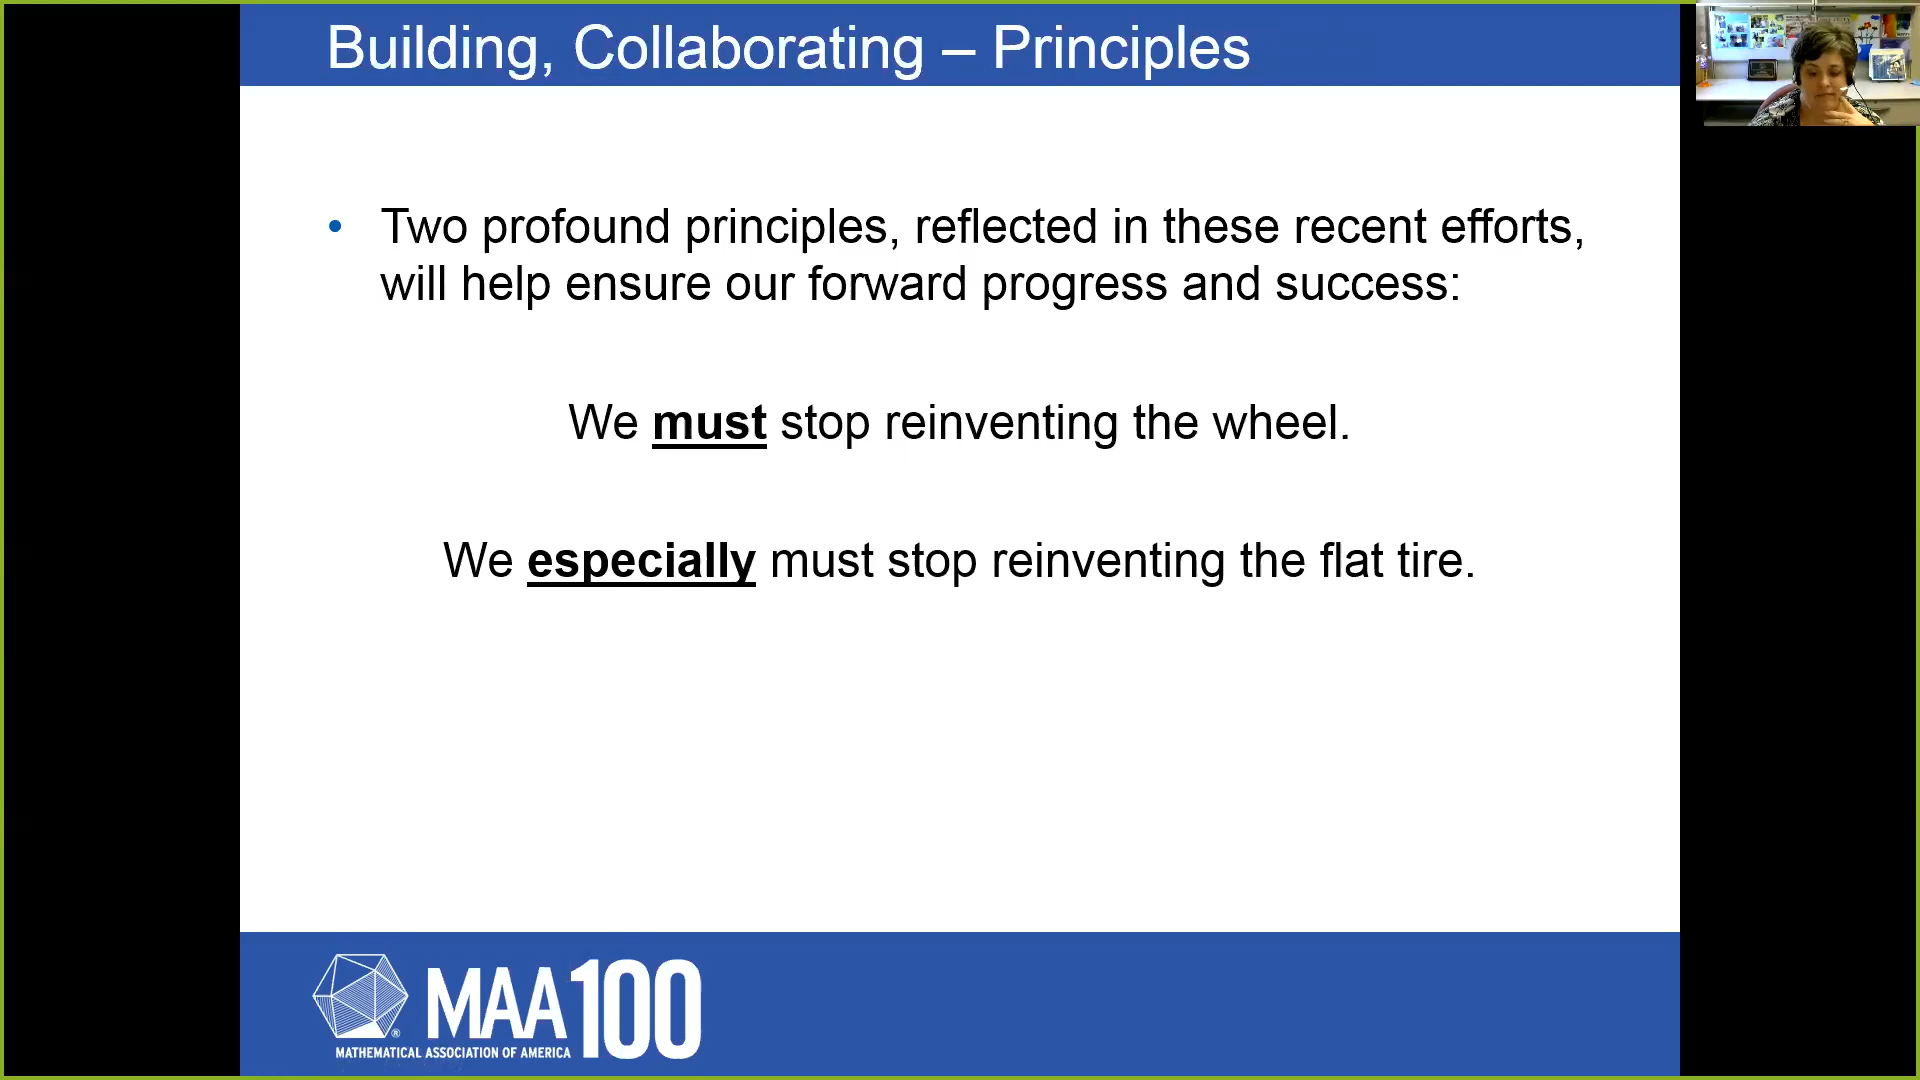 Building, Collaborating – Principles
• Two profound principles, reflected in these recent efforts,
will help ensure our forward progress and success:
We must stop reinventing the wheel.
We especially must stop reinventing the flat tire.
MAA100
®
MATHEMATICAL ASSOCIATION OF AMERICA